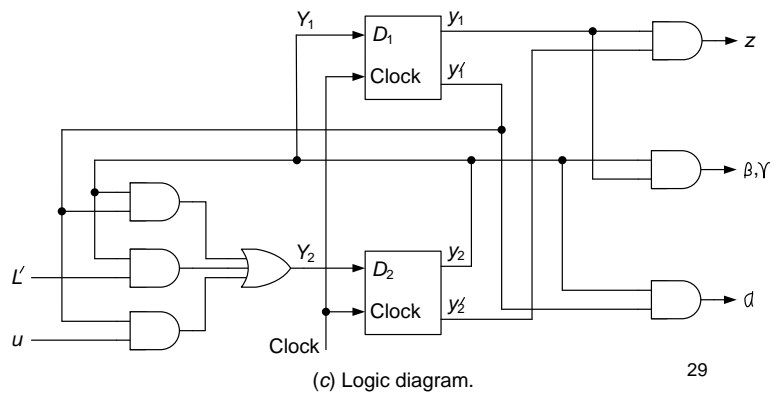 Y1
D1
y1
z
Clock
y1′
β,γ
Y2
D2
y2
L′
Clock
y2′
α
u
Clock
(c) Logic diagram.
29